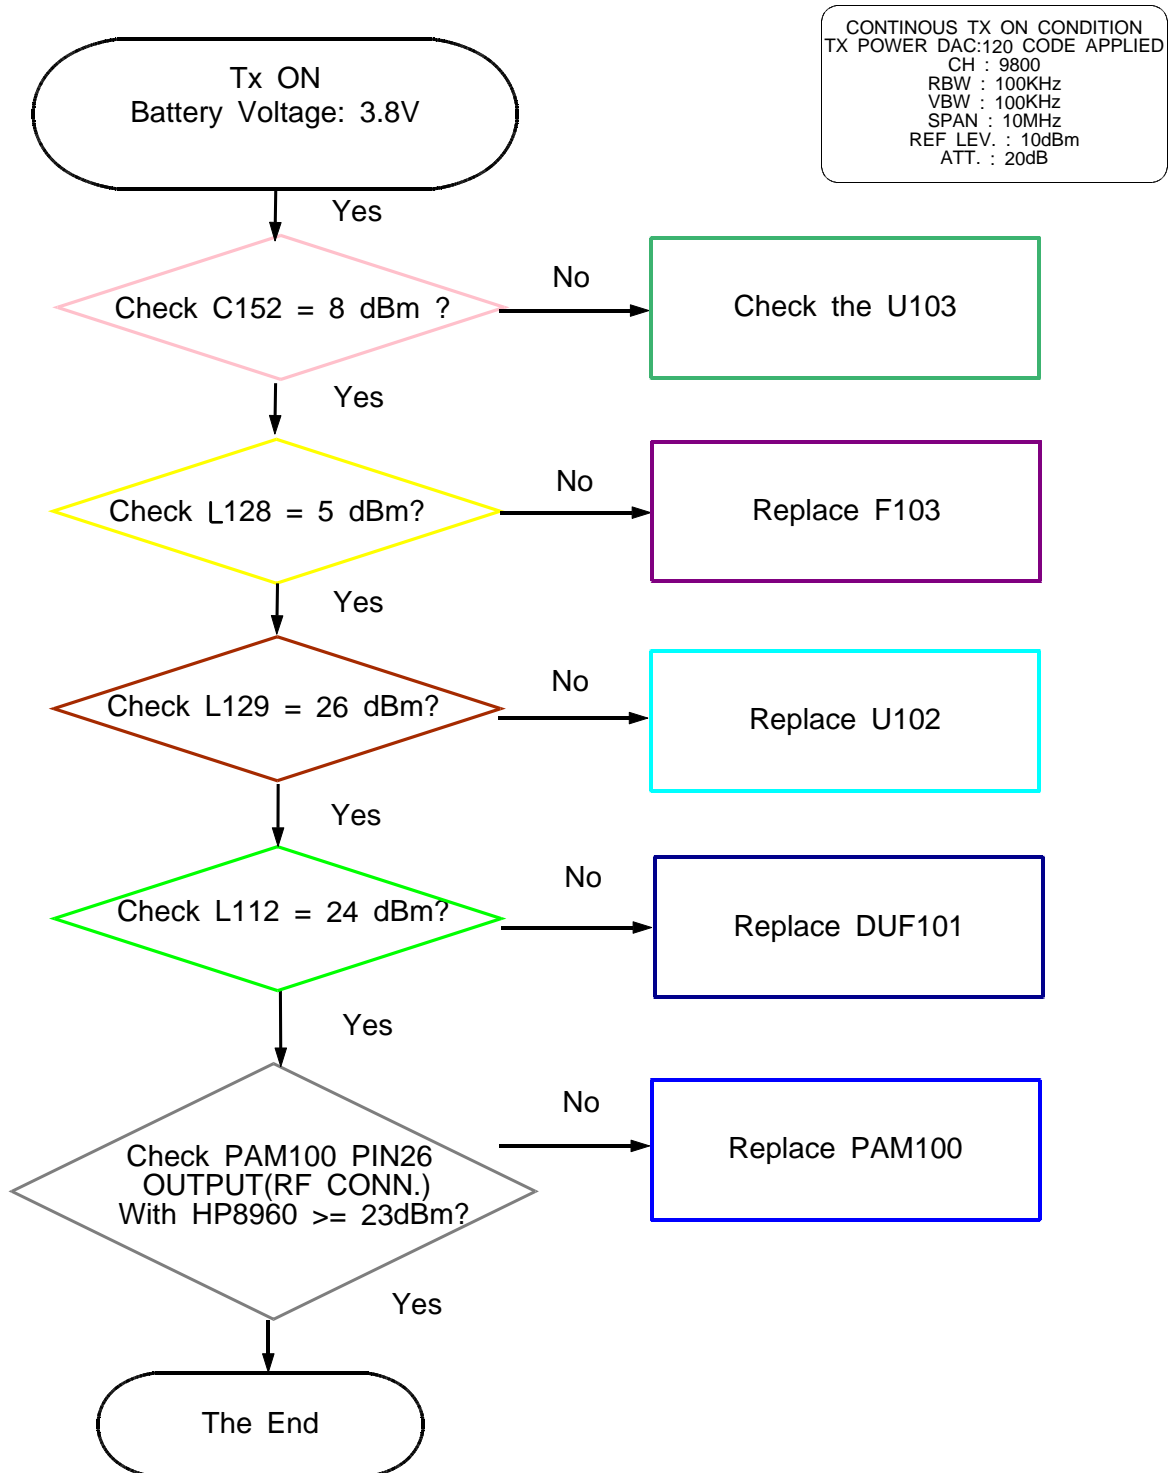 CONTINOUS TX ON CONDITION
TX POWER DAC:120 CODE APPLIED
CH : 9800
RBW : 100KHz
VBW : 100KHz
SPAN : 10MHz
REF LEV. : 10dBm
ATT. : 20dB
Tx ON
Battery Voltage: 3.8V
Yes
Check C152 = 8 dBm ?
No
Check the U103
Yes
Check L128 = 5 dBm?
No
Replace F103
Yes
Check L129 = 26 dBm?
No
Replace U102
Yes
Check L112 = 24 dBm?
No
Replace DUF101
Yes
Check PAM100 PIN26
OUTPUT(RF CONN.)
With HP8960 >= 23dBm?
No
Replace PAM100
Yes
The End